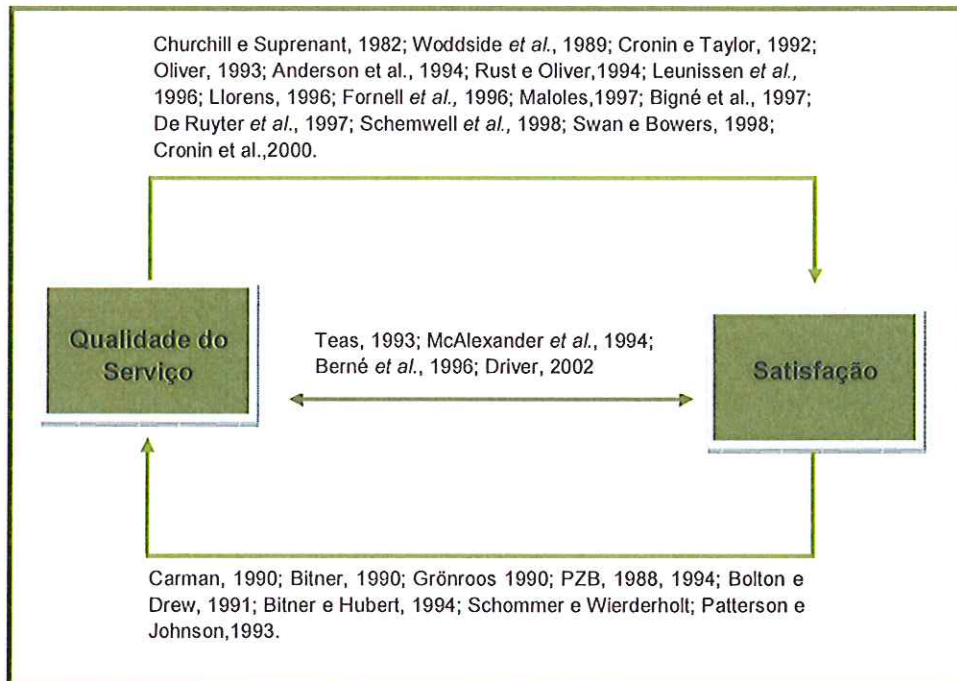 Churchill e Suprenant, 1982; Woddside et al., 1989; Cronin e Taylor, 1992;
Oliver, 1993; Anderson et al., 1994; Rust e Oliver,1994; Leunissen et al.,
1996; Llorens, 1996; Fornell et al., 1996; Maloles,1997; Bigné et al., 1997;
De Ruyter et al., 1997; Schemwell et al., 1998; Swan e Bowers, 1998;
Cronin et al.,2000.
Qualidade do
Serviço
Teas, 1993; McAlexander et al., 1994;
Berné et al., 1996; Driver, 2002
Satisfação
Carman, 1990; Bitner, 1990; Grönroos 1990; PZB, 1988, 1994; Bolton e
Drew, 1991; Bitner e Hubert, 1994; Schommer e Wierderholt; Patterson e
Johnson,1993.